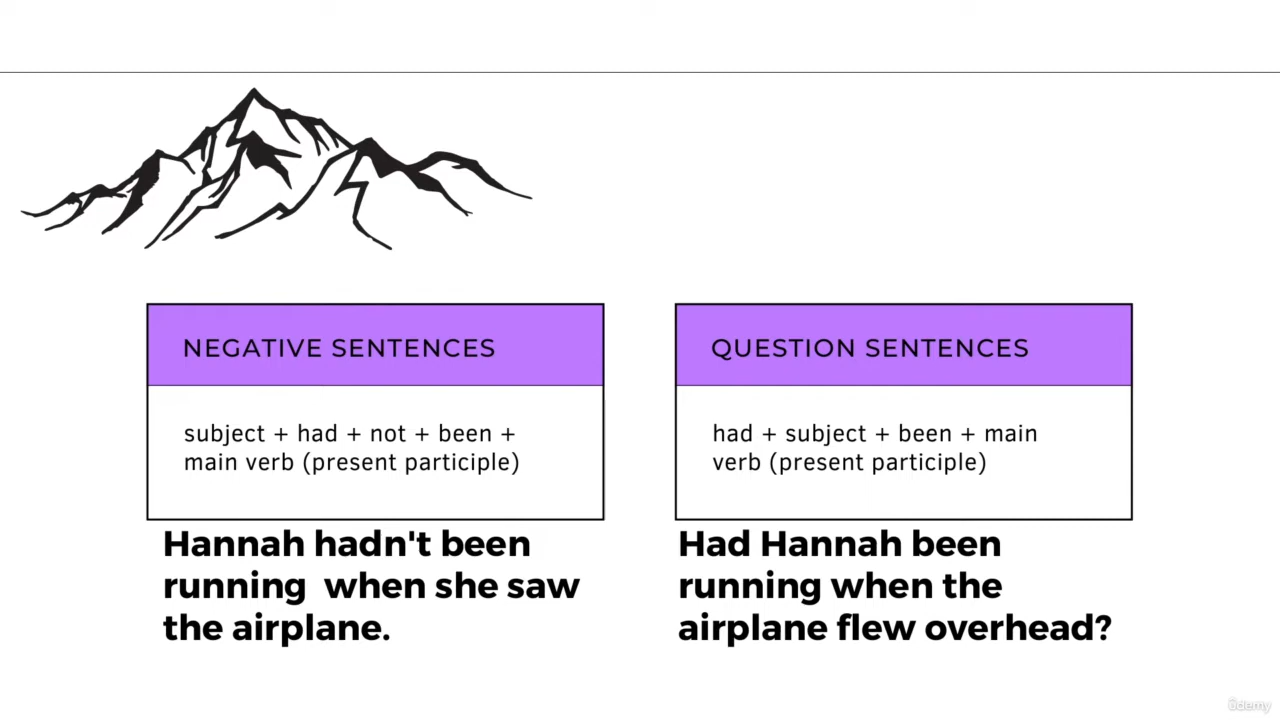 NEGATIVE SENTENCES
subject + had + not + been +
main verb (present participle)
Hannah hadn't been
running when she saw
the airplane.
QUESTION SENTENCES
had + subject + been + main
verb (present participle)
Had Hannah been
running when the
airplane flew overhead?
ûdemy